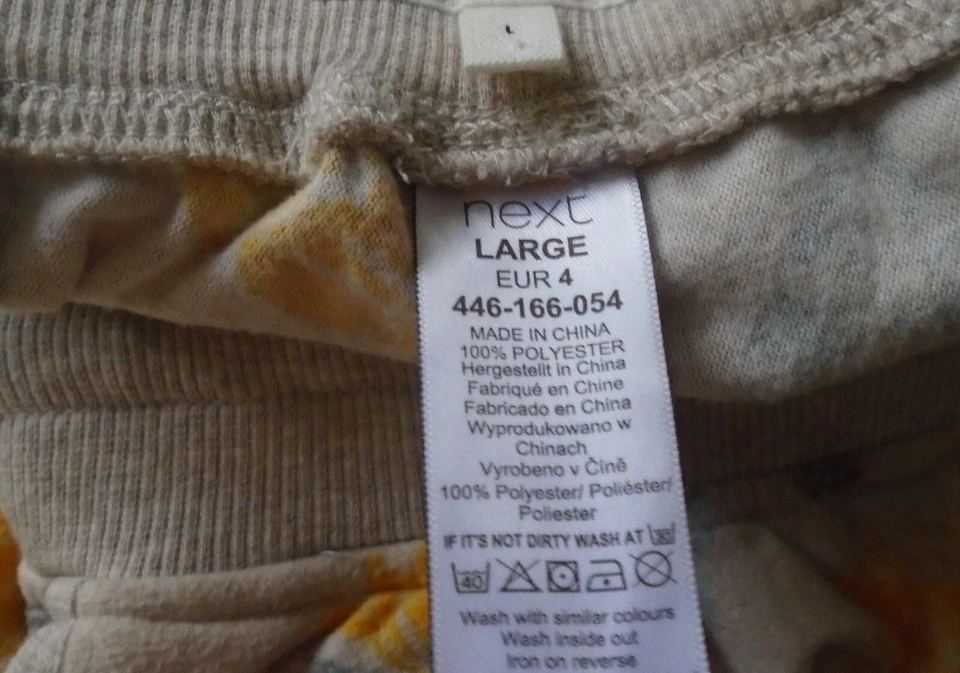 L
next
LARGE
EUR 4
446-166-054
MADE IN CHINA
100% POLYESTER
Hergestellt in China
Fabriqué en Chine
Fabricado en China
Wyprodukowano w
Chinach
Vyrobeno v Číně
100% Polyester/ Poliéster/
Poliester
IF IT'S NOT DIRTY WASH AT 30
40
Wash with similar colours
Wash inside out
Iron on reverse